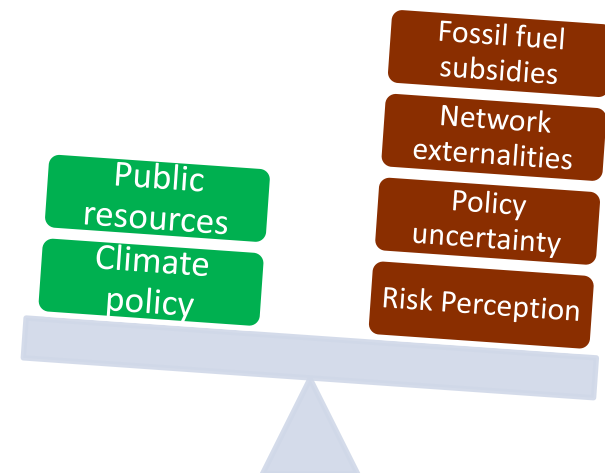 Public
resources
Climate
policy
Fossil fuel
subsidies
Network
externalities
Policy
uncertainty
Risk Perception